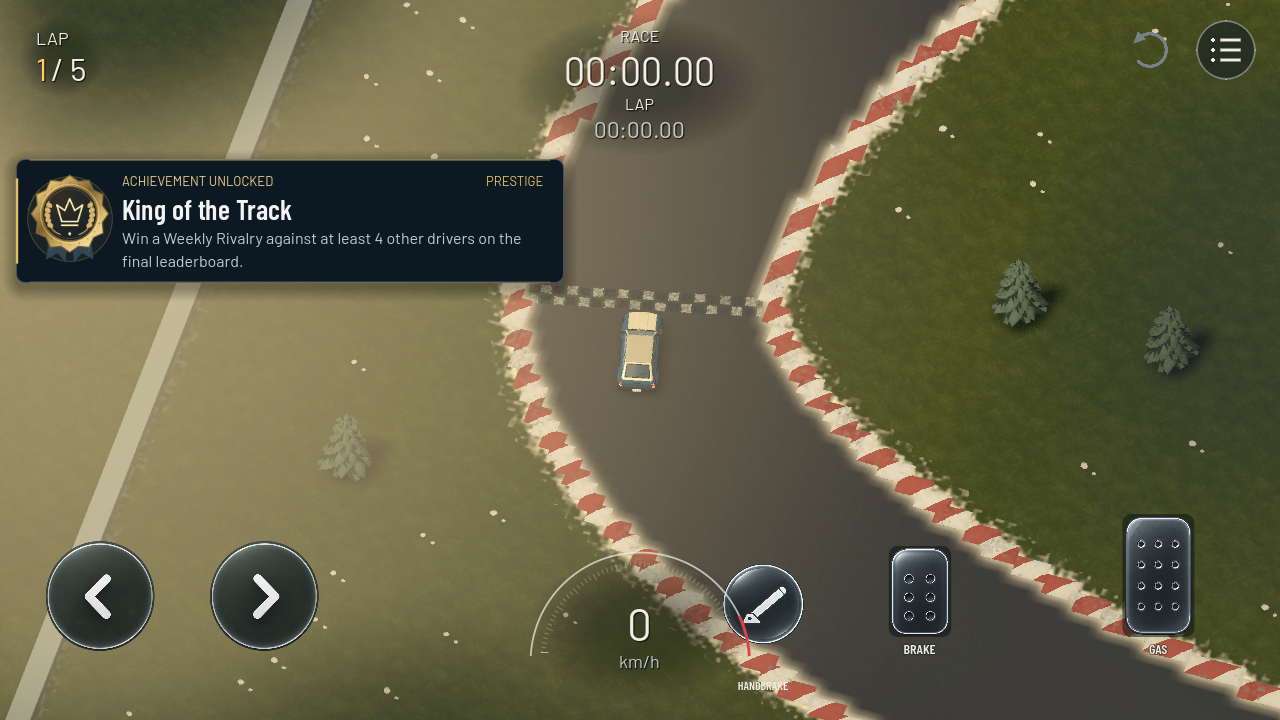 LAP
1/ 5
RACE
00:00.00
LAP
00:00.00
ACHIEVEMENT UNLOCKED
PRESTIGE
King of the Track
Win a Weekly Rivalry against at least 4 other drivers on the
final leaderboard.
0
km/h
HANDBRAKE
BRAKE
GAS